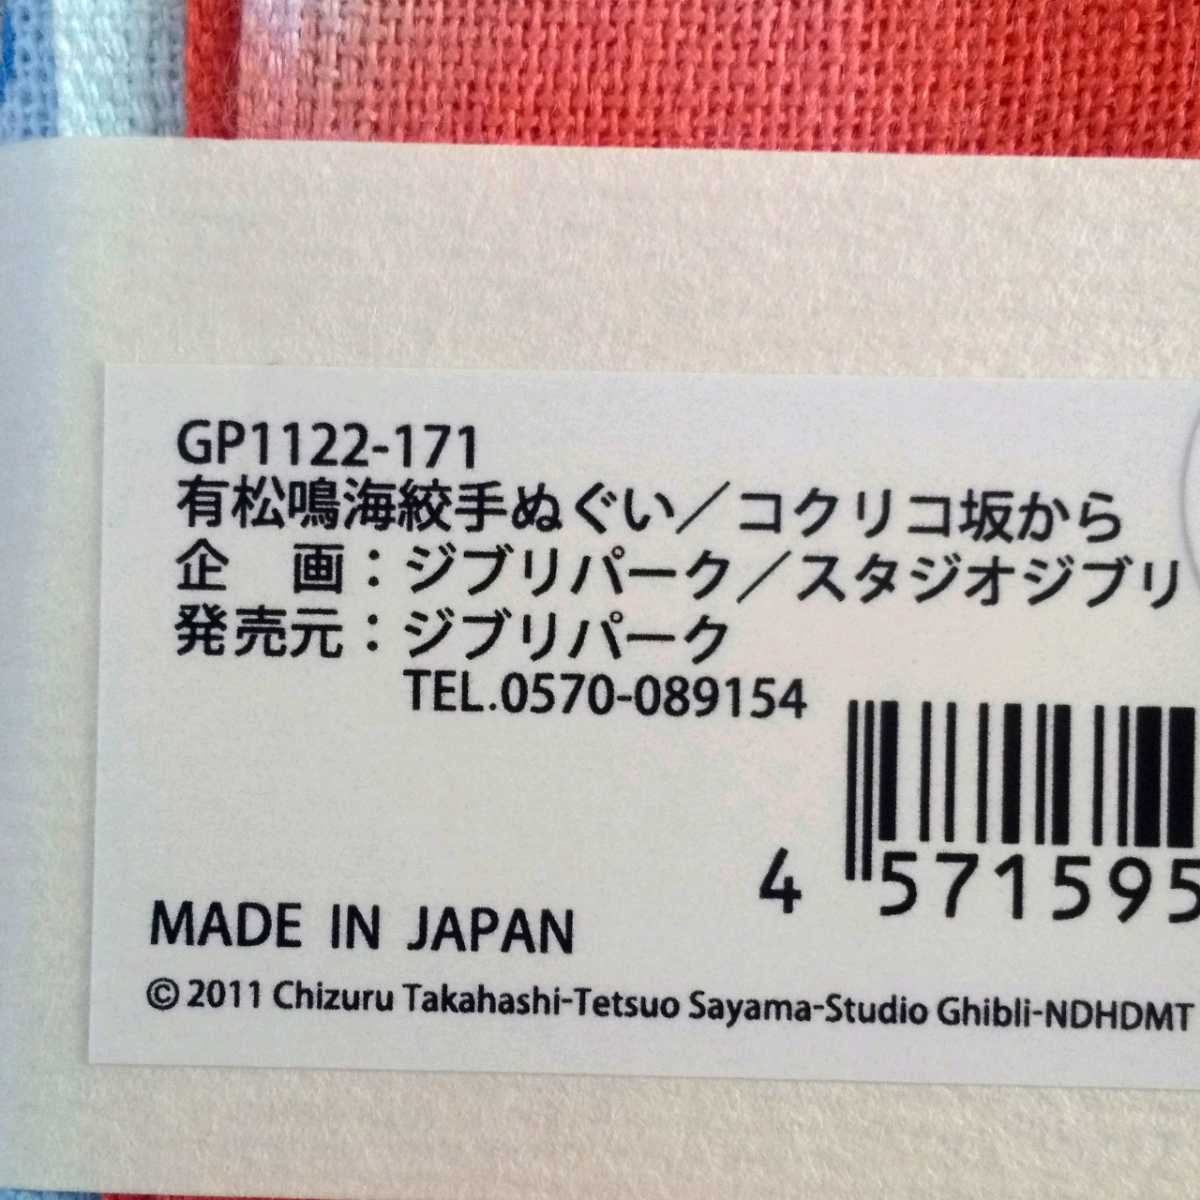 GP1122-171
有松鳴海絞手ぬぐい／コクリコ坂から
企　画：ジブリパーク／スタジオジブリ
発売元：ジブリパーク
TEL.0570-089154
4 571595
MADE IN JAPAN
© 2011 Chizuru Takahashi-Tetsuo Sayama-Studio Ghibli-NDHDMT